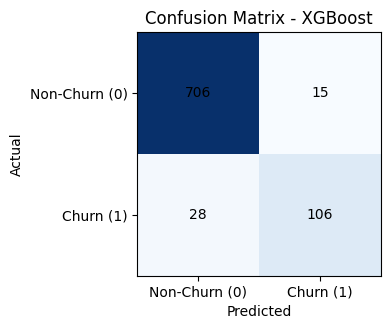 Confusion Matrix - XGBoost
Actual
Non-Churn (0)
706
15
Churn (1)
28
106
Non-Churn (0)
Churn (1)
Predicted